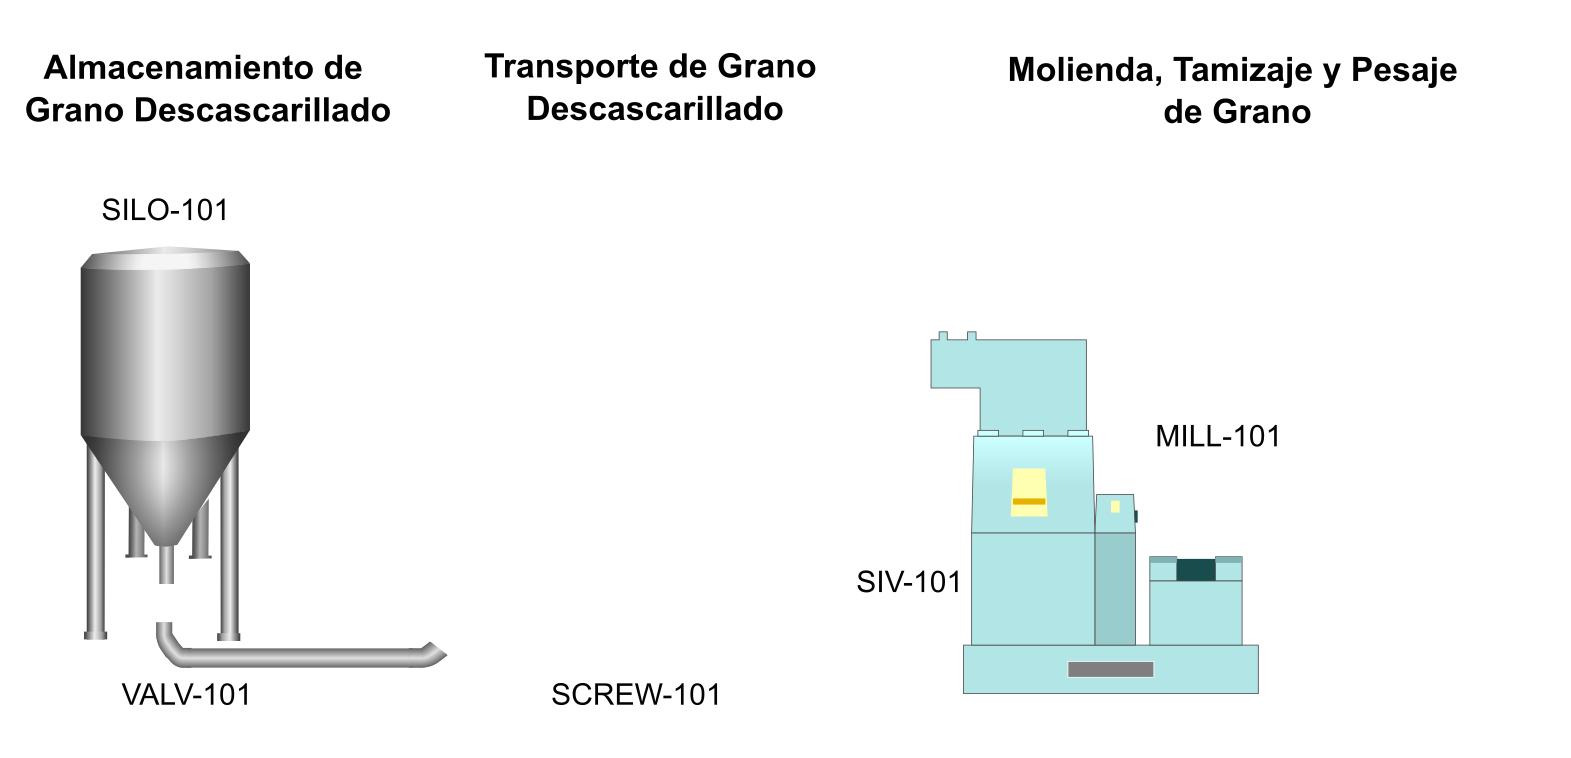 Almacenamiento de
Grano Descascarillado
Transporte de Grano
Descascarillado
Molienda, Tamizaje y Pesaje
de Grano
SILO-101
MILL-101
SIV-101
VALV-101
SCREW-101